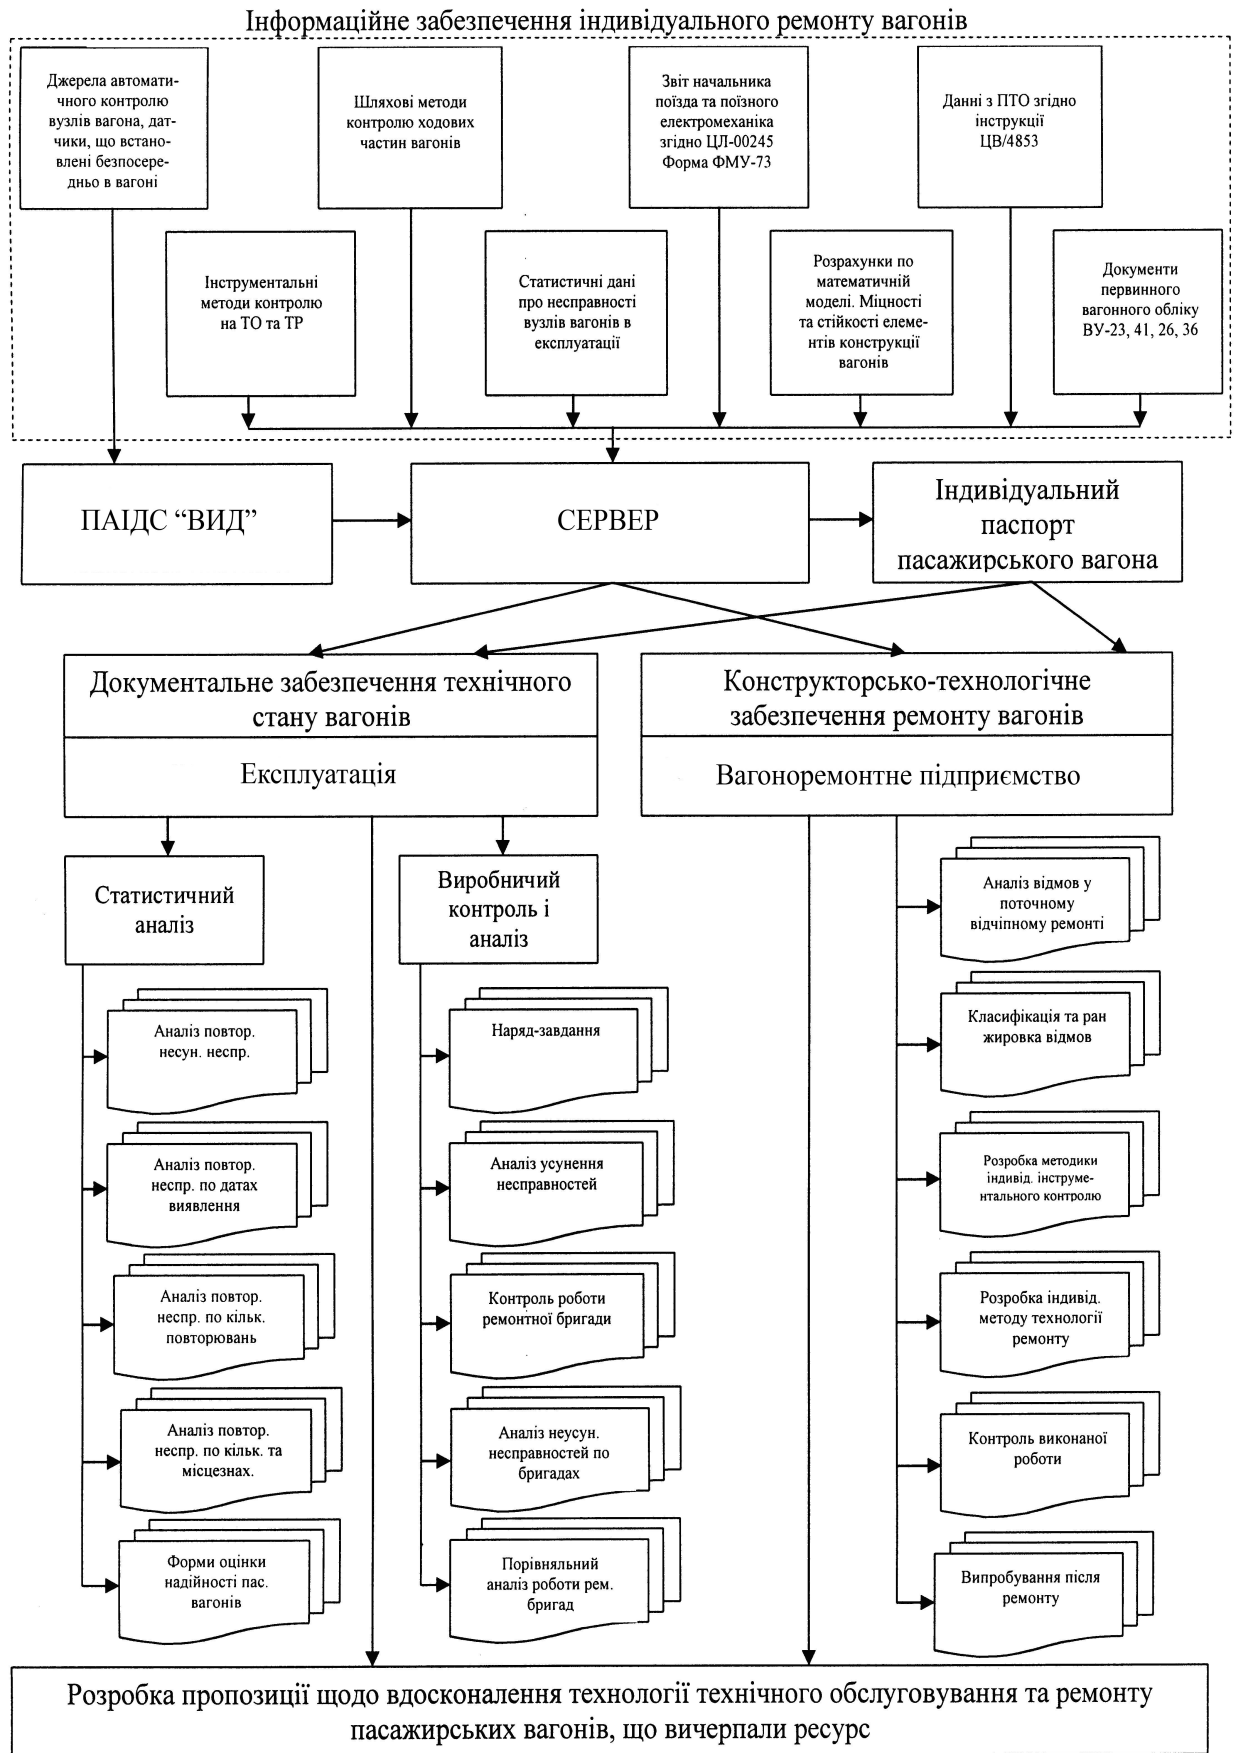 Інформаційне забезпечення індивідуального ремонту вагонів
Джерела автомати-
чного контролю
вузлів вагона, дат-
чики, що встано-
влені безпосере-
дньо в вагоні
Шляхові методи
контролю ходових
частин вагонів
Звіт начальника
поїзда та поїзного
електромеханіка
згідно ЦЛ-00245
Форма ФМУ-73
Данні з ПТО згідно
інструкції
ЦВ/4853
Інструментальні
методи контролю
на ТО та ТР
Статистичні дані
про несправності
вузлів вагонів в
експлуатації
Розрахунки по
математичній
моделі. Міцності
та стійкості елеме-
нтів конструкції
вагонів
Документи
первинного
вагонного обліку
ВУ-23, 41, 26, 36
ПАІДС “ВИД”
СЕРВЕР
Індивідуальний
паспорт
пасажирського вагона
Документальне забезпечення технічного
стану вагонів
Експлуатація
Конструкторсько-технологічне
забезпечення ремонту вагонів
Вагоноремонтне підприємство
Статистичний
аналіз
Аналіз повтор.
несун. неспр.
Аналіз повтор.
неспр. по датах
виявлення
Аналіз повтор.
неспр. по кільк.
повторювань
Аналіз повтор.
неспр. по кільк. та
місцезнах.
Форми оцінки
надійності пас.
вагонів
Виробничий
контроль і
аналіз
Наряд-завдання
Аналіз усунення
несправностей
Контроль роботи
ремонтної бригади
Аналіз неусун.
несправностей по
бригадах
Порівняльний
аналіз роботи рем.
бригад
Аналіз відмов у
поточному
відчіпному ремонті
Класифікація та ран
жировка відмов
Розробка методики
індивід. інструме-
нтального контролю
Розробка індивід.
методу технології
ремонту
Контроль виконаної
роботи
Випробування після
ремонту
Розробка пропозиції щодо вдосконалення технології технічного обслуговування та ремонту
пасажирських вагонів, що вичерпали ресурс